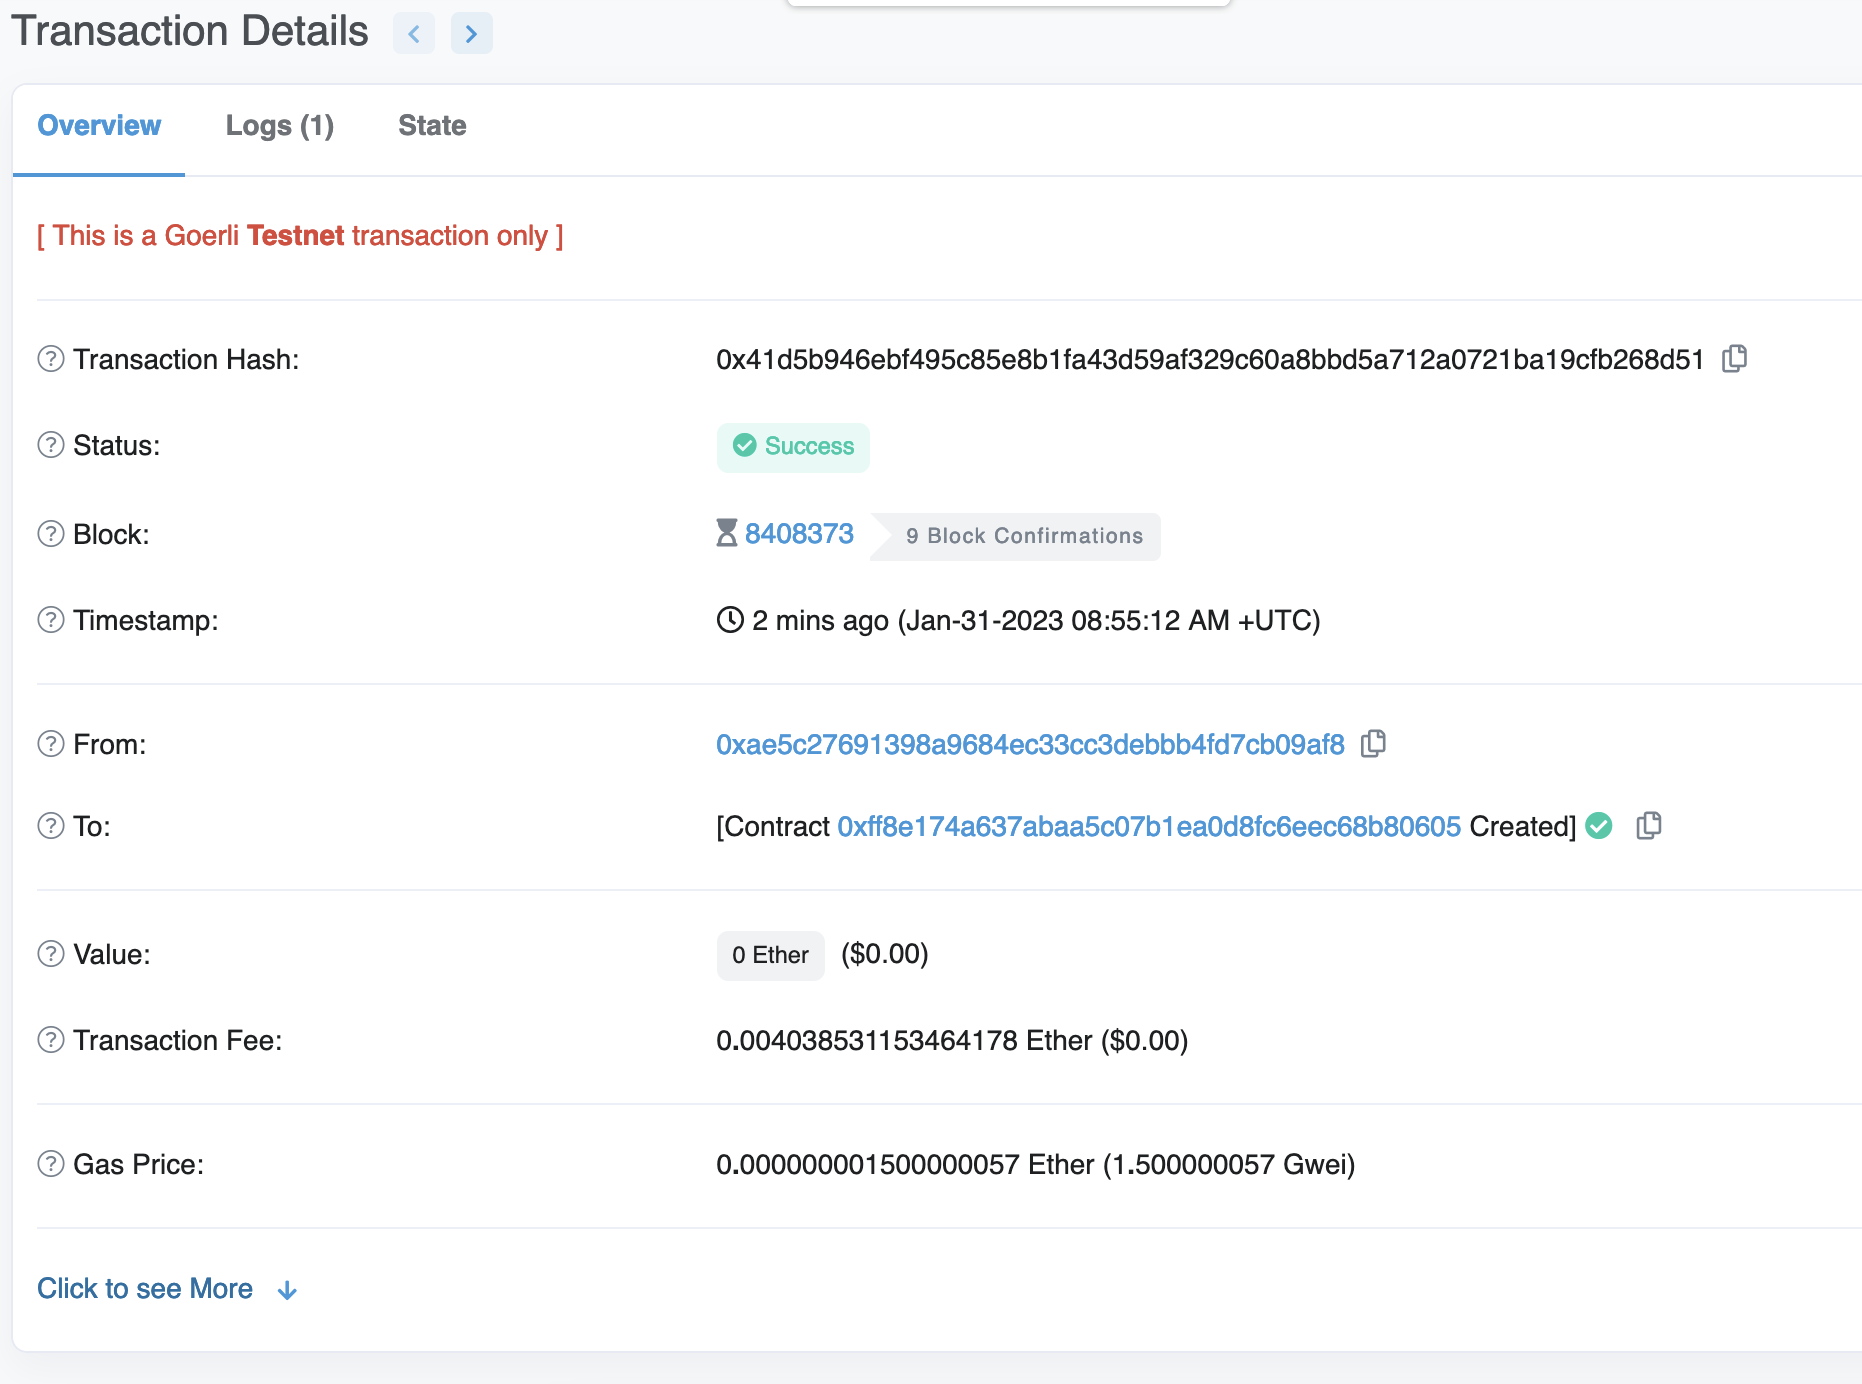 Transaction Details
Overview Logs (1) State
[ This is a Goerli Testnet transaction only ]
Transaction Hash: 0x41d5b946ebf495c85e8b1fa43d59af329c60a8bbd5a712a0721ba19cfb268d51
Status: Success
Block: 8408373 9 Block Confirmations
Timestamp: 2 mins ago (Jan-31-2023 08:55:12 AM +UTC)
From: 0xae5c27691398a9684ec33cc3debbb4fd7cb09af8
To: [Contract 0xff8e174a637abaa5c07b1ea0d8fc6eec68b80605 Created]
Value: 0 Ether ($0.00)
Transaction Fee: 0.004038531153464178 Ether ($0.00)
Gas Price: 0.000000001500000057 Ether (1.500000057 Gwei)
Click to see More